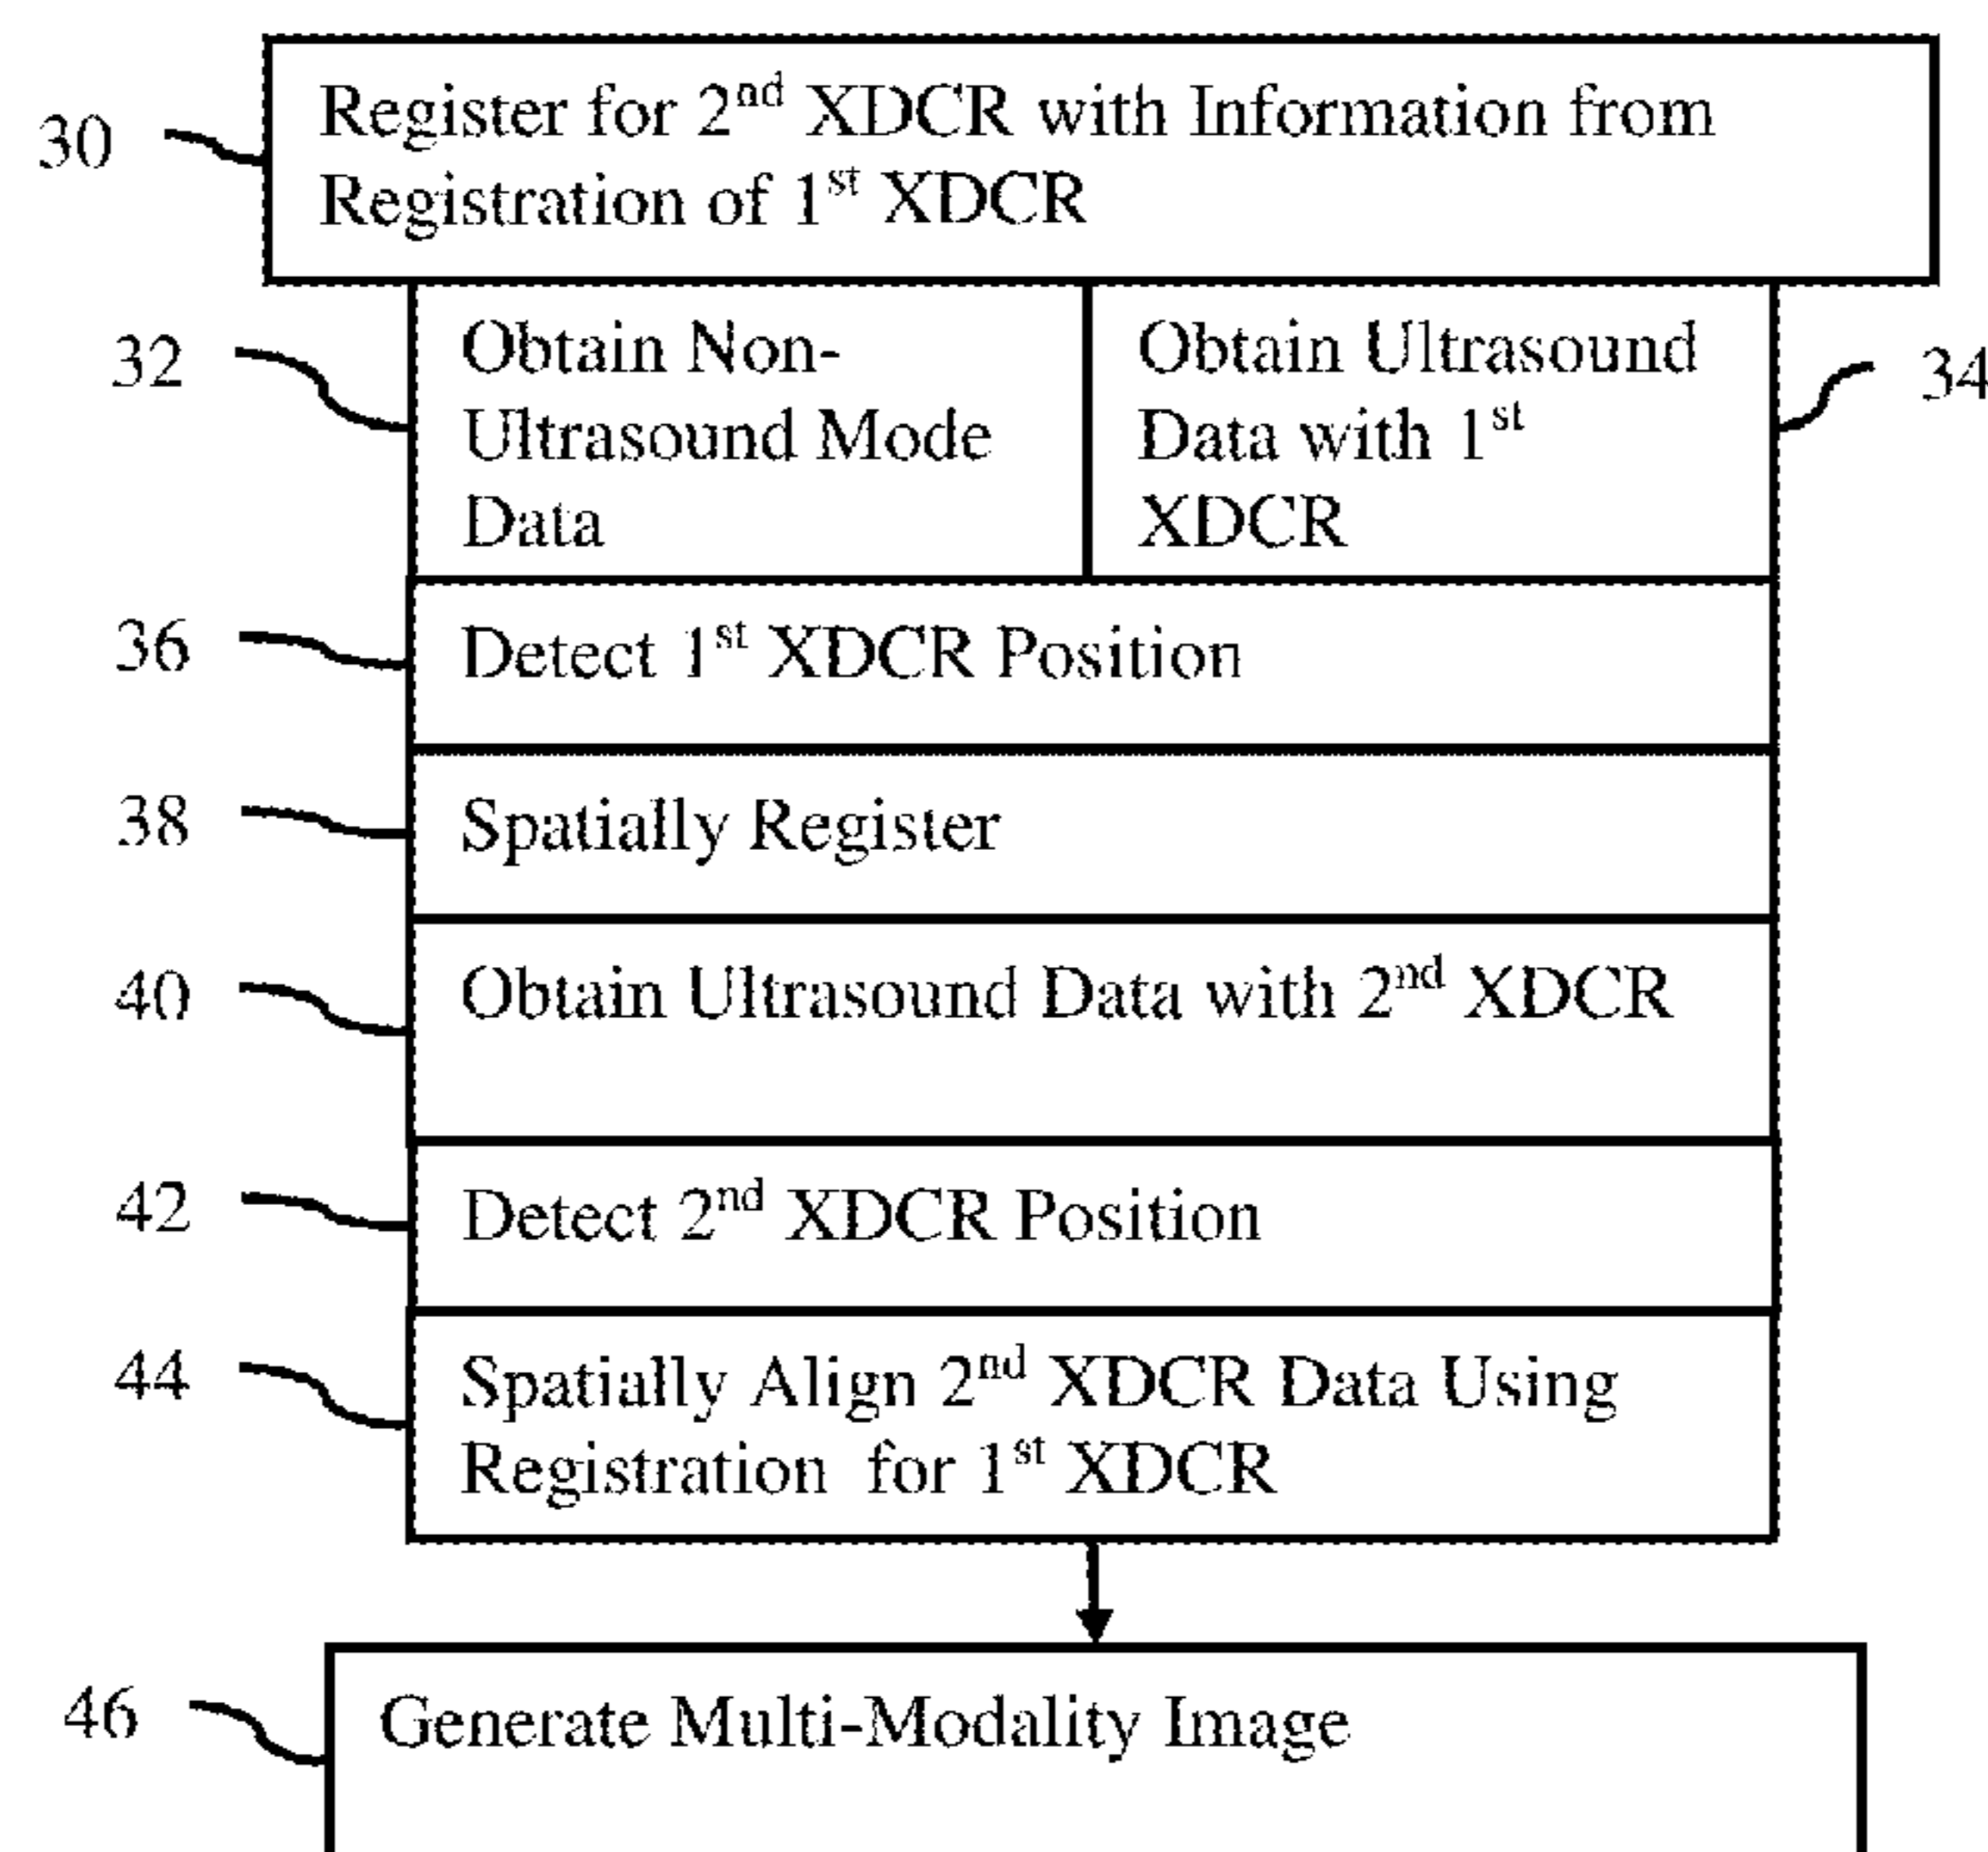 30
Register for 2nd XDCR with Information from
Registration of 1st XDCR
32
Obtain Non-
Ultrasound Mode
Data
Obtain Ultrasound
Data with 1st
XDCR
34
36
Detect 1st XDCR Position
38
Spatially Register
40
Obtain Ultrasound Data with 2nd XDCR
42
Detect 2nd XDCR Position
44
Spatially Align 2nd XDCR Data Using
Registration for 1st XDCR
46
Generate Multi-Modality Image